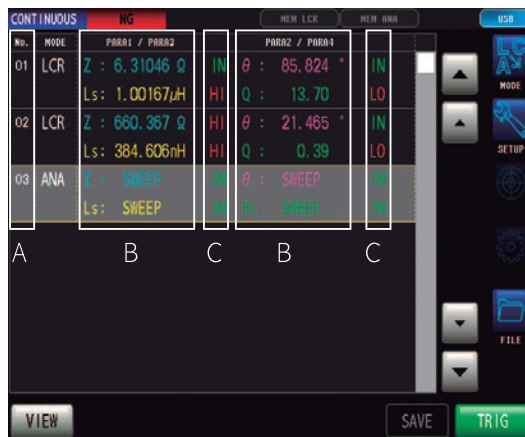 CONTINUOUS NG MEM LCR MEM ANA USB
No. MODE PARA1 / PARA3 PARA2 / PARA4
01 LCR Z : 6.31046 Ω IN θ : 85.824 ° IN
Ls: 1.00167μH HI Q : 13.70 LO
02 LCR Z : 660.367 Ω HI θ : 21.465 ° IN
Ls: 384.606nH HI Q : 0.39 LO
03 ANA Z : SWEEP IN θ : SWEEP IN
Ls: SWEEP IN Rs: SWEEP IN
A B C B C
LCR
A
MODE
SETUP
FILE
VIEW SAVE TRIG